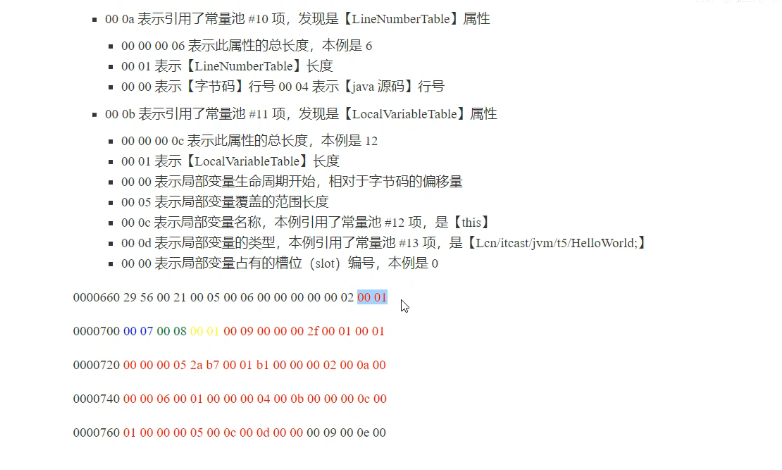 ▪ 00 0a 表示引用了常量池 #10 项，发现是【LineNumberTable】属性
▪ 00 00 00 06 表示此属性的总长度，本例是 6
▪ 00 01 表示【LineNumberTable】长度
▪ 00 00 表示【字节码】行号 00 04 表示【java 源码】行号
▪ 00 0b 表示引用了常量池 #11 项，发现是【LocalVariableTable】属性
▪ 00 00 00 0c 表示此属性的总长度，本例是 12
▪ 00 01 表示【LocalVariableTable】长度
▪ 00 00 表示局部变量生命周期开始，相对于字节码的偏移量
▪ 00 05 表示局部变量覆盖的范围长度
▪ 00 0c 表示局部变量名称，本例引用了常量池 #12 项，是【this】
▪ 00 0d 表示局部变量的类型，本例引用了常量池 #13 项，是【Lcn/itcast/jvm/t5/HelloWorld;】
▪ 00 00 表示局部变量占有的槽位（slot）编号，本例是 0
0000660 29 56 00 21 00 05 00 06 00 00 00 00 00 02 00 01
0000700 00 07 00 08 00 01 00 09 00 00 00 2f 00 01 00 01
0000720 00 00 00 05 2a b7 00 01 b1 00 00 00 02 00 0a 00
0000740 00 00 06 00 01 00 00 00 04 00 0b 00 00 00 0c 00
0000760 01 00 00 00 05 00 0c 00 0d 00 00 00 09 00 0e 00